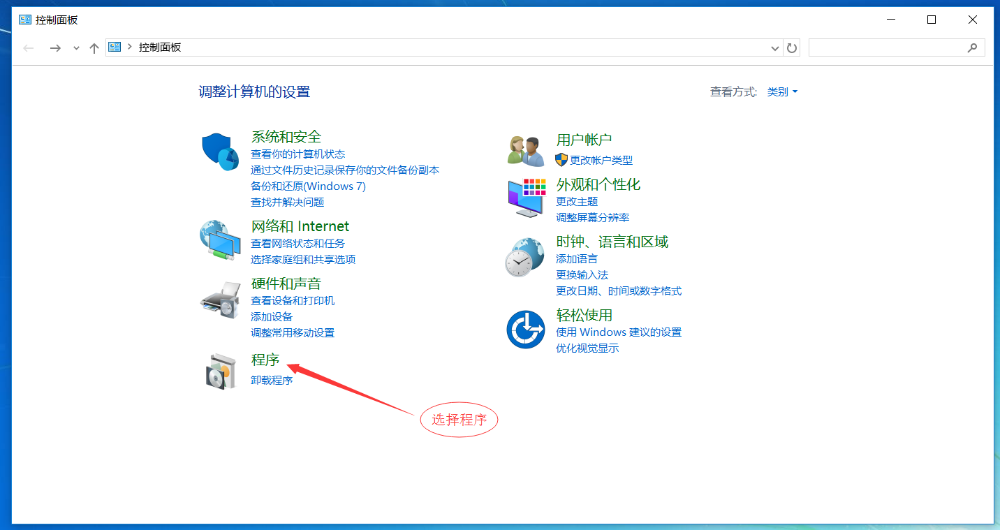 控制面板
控制面板
调整计算机的设置
查看方式: 类别
系统和安全
查看你的计算机状态
通过文件历史记录保存你的文件备份副本
备份和还原(Windows 7)
查找并解决问题
网络和 Internet
查看网络状态和任务
选择家庭组和共享选项
硬件和声音
查看设备和打印机
添加设备
调整常用移动设置
程序
卸载程序
用户帐户
更改帐户类型
外观和个性化
更改主题
调整屏幕分辨率
时钟、语言和区域
添加语言
更换输入法
更改日期、时间或数字格式
轻松使用
使用 Windows 建议的设置
优化视觉显示
选择程序